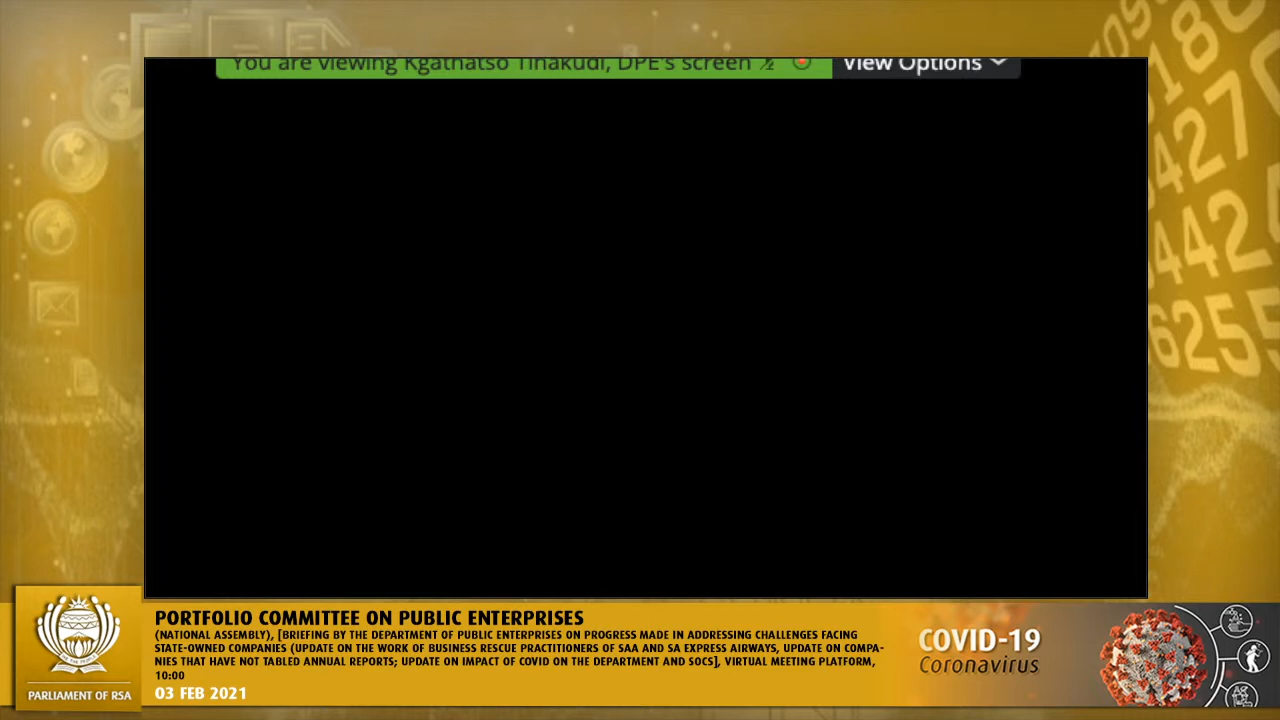 You are viewing Kgathatso Tlhakudi, DPE's screen View Options
PORTFOLIO COMMITTEE ON PUBLIC ENTERPRISES
(NATIONAL ASSEMBLY), [BRIEFING BY THE DEPARTMENT OF PUBLIC ENTERPRISES ON PROGRESS MADE IN ADDRESSING CHALLENGES FACING
STATE-OWNED COMPANIES (UPDATE ON THE WORK OF BUSINESS RESCUE PRACTITIONERS OF SAA AND SA EXPRESS AIRWAYS, UPDATE ON COMPA-
NIES THAT HAVE NOT TABLED ANNUAL REPORTS; UPDATE ON IMPACT OF COVID ON THE DEPARTMENT AND SOCS], VIRTUAL MEETING PLATFORM,
10:00
03 FEB 2021
PARLIAMENT OF RSA
COVID-19
Coronavirus